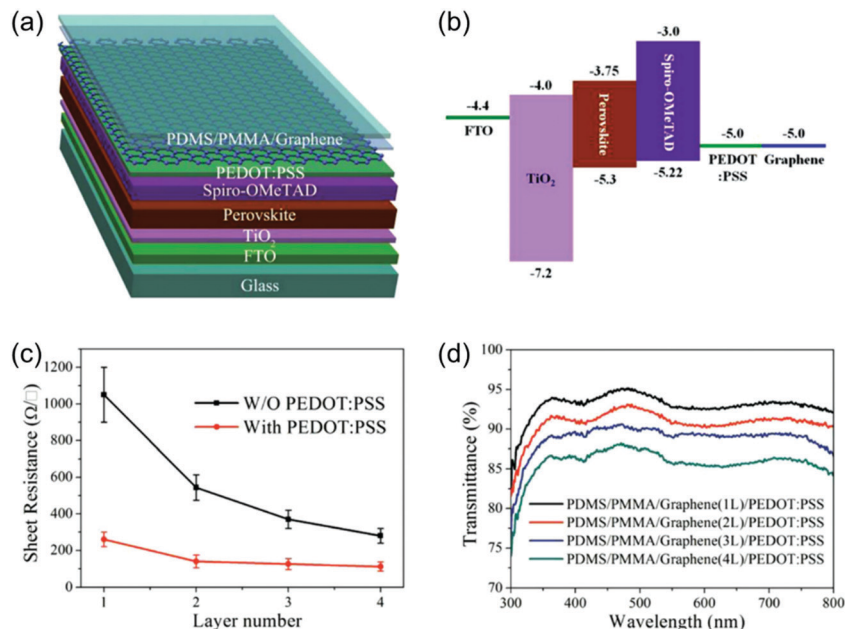 (a)
PDMS/PMMA/Graphene
PEDOT:PSS
Spiro-OMeTAD
Perovskite
TiO2
FTO
Glass
(b)
-3.0
-3.75
-4.0
-4.4
FTO
TiO2
Perovskite
Spiro-OMeTAD
-5.0
-5.0
PEDOT
:PSS
Graphene
-5.3
-5.22
-7.2
(c)
1200
1000
800
600
400
200
0
Sheet Resistance (Ω/□)
W/O PEDOT:PSS
With PEDOT:PSS
1
2
3
4
Layer number
(d)
100
95
90
85
80
75
70
Transmittance (%)
PDMS/PMMA/Graphene(1L)/PEDOT:PSS
PDMS/PMMA/Graphene(2L)/PEDOT:PSS
PDMS/PMMA/Graphene(3L)/PEDOT:PSS
PDMS/PMMA/Graphene(4L)/PEDOT:PSS
300
400
500
600
700
800
Wavelength (nm)